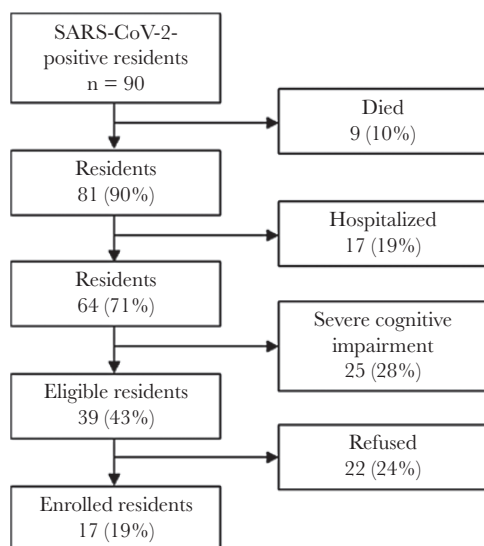 SARS-CoV-2-
positive residents
n = 90
Died
9 (10%)
Residents
81 (90%)
Hospitalized
17 (19%)
Residents
64 (71%)
Severe cognitive
impairment
25 (28%)
Eligible residents
39 (43%)
Refused
22 (24%)
Enrolled residents
17 (19%)